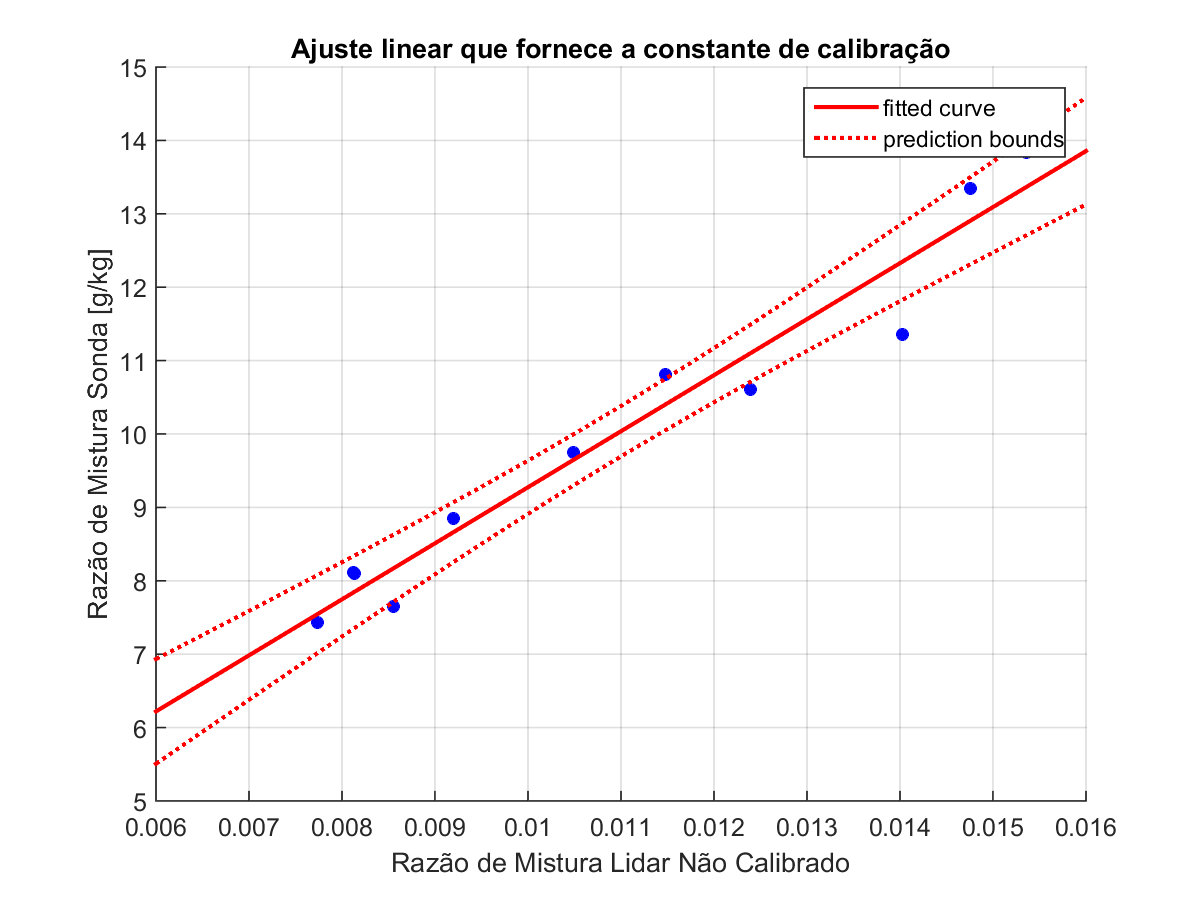 Ajuste linear que fornece a constante de calibração
fitted curve
prediction bounds
15
14
13
12
11
10
9
8
7
6
5
Razão de Mistura Sonda [g/kg]
0.006 0.007 0.008 0.009 0.01 0.011 0.012 0.013 0.014 0.015 0.016
Razão de Mistura Lidar Não Calibrado